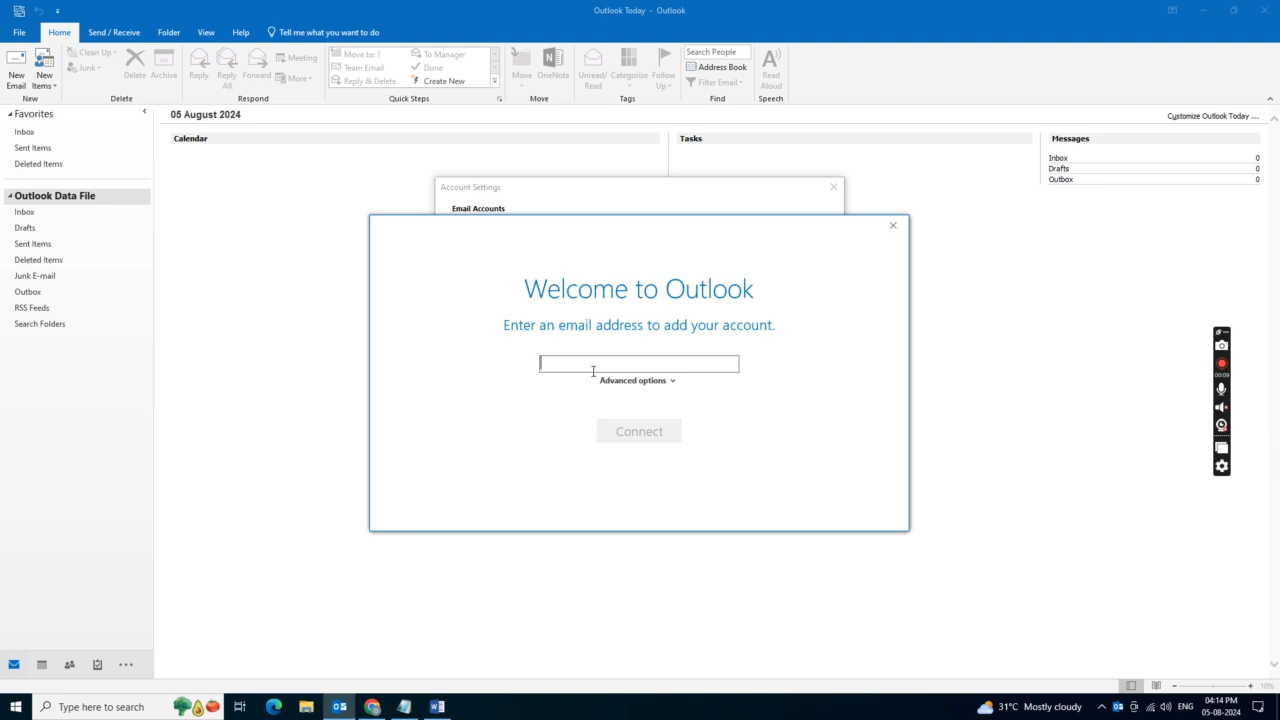 Outlook Today - Outlook
File Home Send / Receive Folder View Help Tell me what you want to do
New Email
New Items
Clean Up
Junk
Delete
Archive
Reply
Reply All
Forward
Meeting
More
Move to: ?
Team Email
Reply & Delete
To Manager
Done
Create New
Move
OneNote
Unread/ Read
Categorize
Follow Up
Search People
Address Book
Filter Email
Read Aloud
New Delete Respond Quick Steps Move Tags Find Speech
Favorites
Inbox
Sent Items
Deleted Items
Outlook Data File
Inbox
Drafts
Sent Items
Deleted Items
Junk E-mail
Outbox
RSS Feeds
Search Folders
05 August 2024
Customize Outlook Today ...
Calendar Tasks Messages
Inbox 0
Drafts 0
Outbox 0
Account Settings
Email Accounts
Welcome to Outlook
Enter an email address to add your account.
Advanced options
Connect
00:08
10%
Type here to search
31°C Mostly cloudy
ENG
04:14 PM
05-08-2024